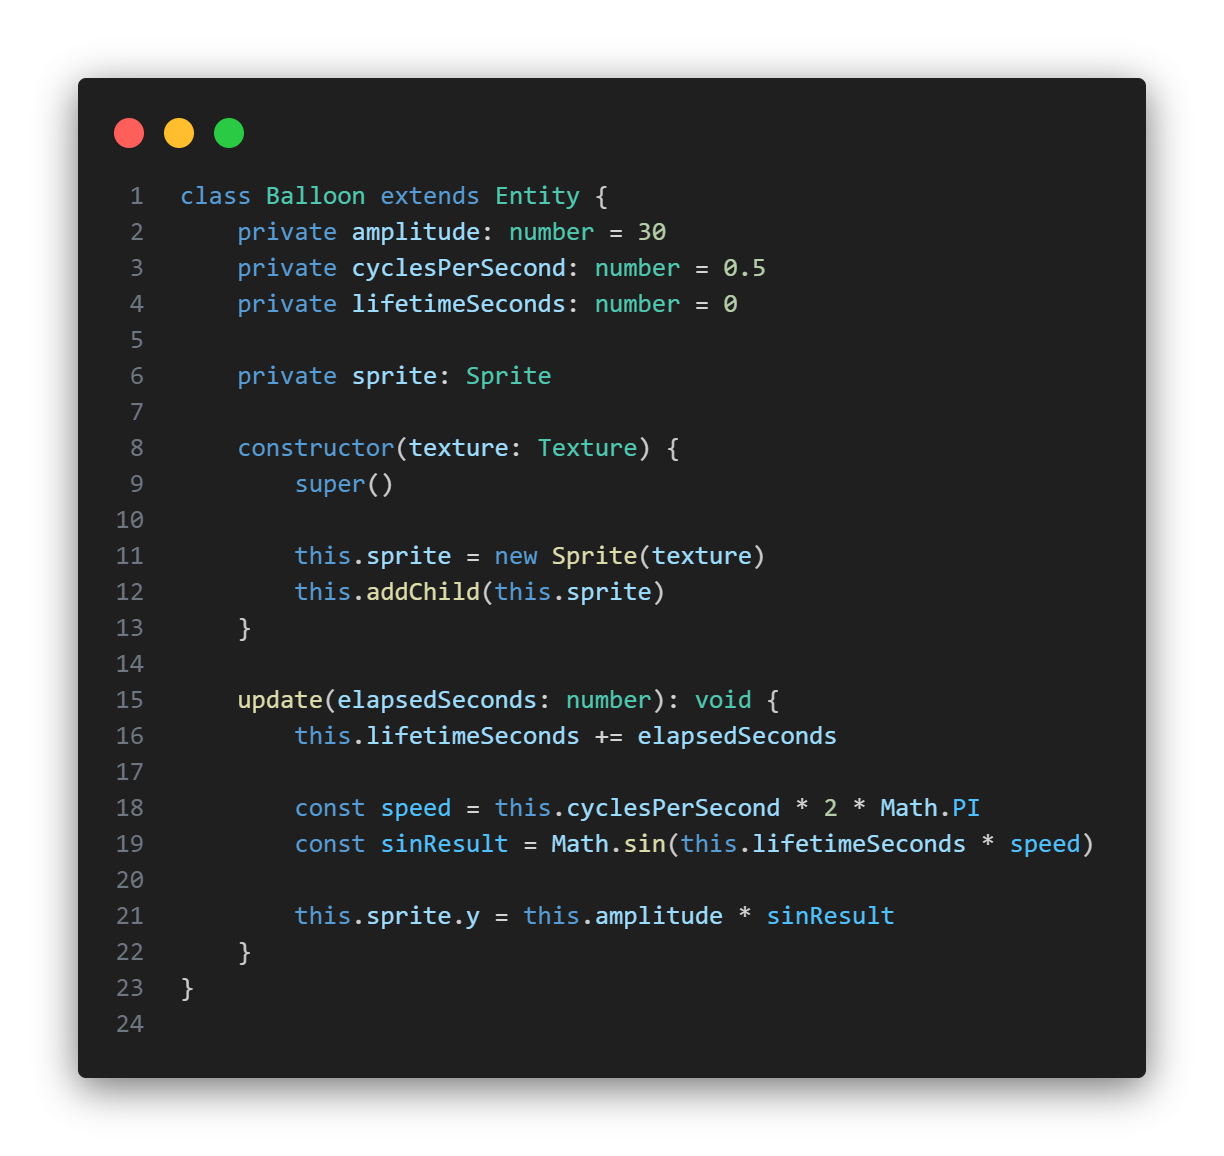 1 class Balloon extends Entity {
2     private amplitude: number = 30
3     private cyclesPerSecond: number = 0.5
4     private lifetimeSeconds: number = 0
5
6     private sprite: Sprite
7
8     constructor(texture: Texture) {
9         super()
10
11         this.sprite = new Sprite(texture)
12         this.addChild(this.sprite)
13     }
14
15     update(elapsedSeconds: number): void {
16         this.lifetimeSeconds += elapsedSeconds
17
18         const speed = this.cyclesPerSecond * 2 * Math.PI
19         const sinResult = Math.sin(this.lifetimeSeconds * speed)
20
21         this.sprite.y = this.amplitude * sinResult
22     }
23 }
24